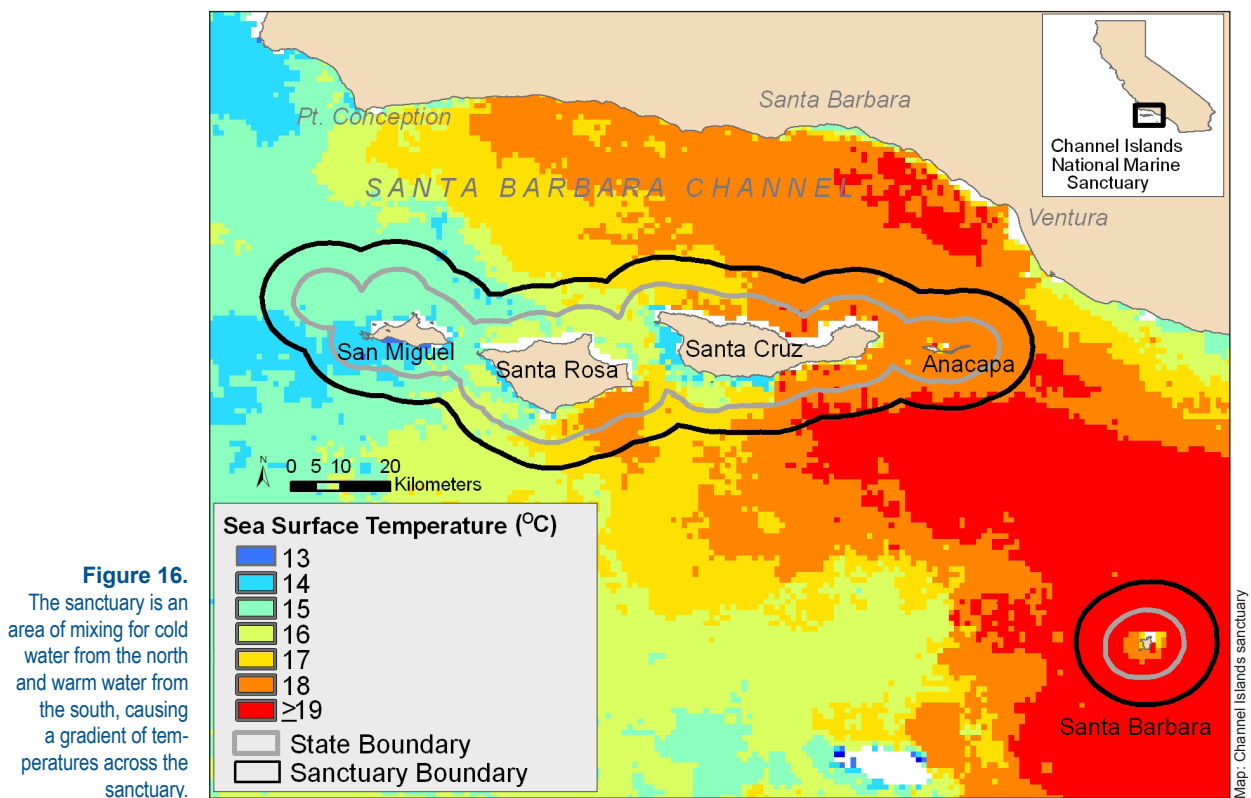 Figure 16.
The sanctuary is an
area of mixing for cold
water from the north
and warm water from
the south, causing
a gradient of tem-
peratures across the
sanctuary.
Pt. Conception
Santa Barbara
SANTA BARBARA CHANNEL
Ventura
Channel Islands
National Marine
Sanctuary
San Miguel
Santa Rosa
Santa Cruz
Anacapa
Santa Barbara
N
0 5 10 20
Kilometers
Sea Surface Temperature (ºC)
13
14
15
16
17
18
≥19
State Boundary
Sanctuary Boundary
Map: Channel Islands sanctuary